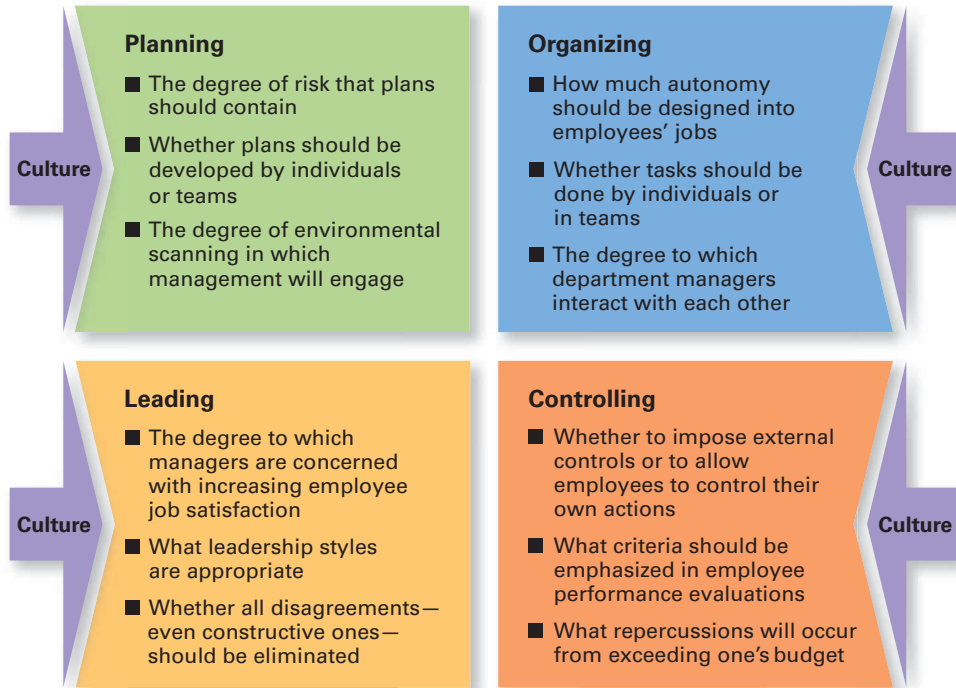 Planning
■ The degree of risk that plans
should contain
■ Whether plans should be
developed by individuals
or teams
■ The degree of environmental
scanning in which
management will engage
Culture
Organizing
■ How much autonomy
should be designed into
employees’ jobs
■ Whether tasks should be
done by individuals or
in teams
■ The degree to which
department managers
interact with each other
Culture
Leading
■ The degree to which
managers are concerned
with increasing employee
job satisfaction
■ What leadership styles
are appropriate
■ Whether all disagreements—
even constructive ones—
should be eliminated
Culture
Controlling
■ Whether to impose external
controls or to allow
employees to control their
own actions
■ What criteria should be
emphasized in employee
performance evaluations
■ What repercussions will occur
from exceeding one’s budget
Culture